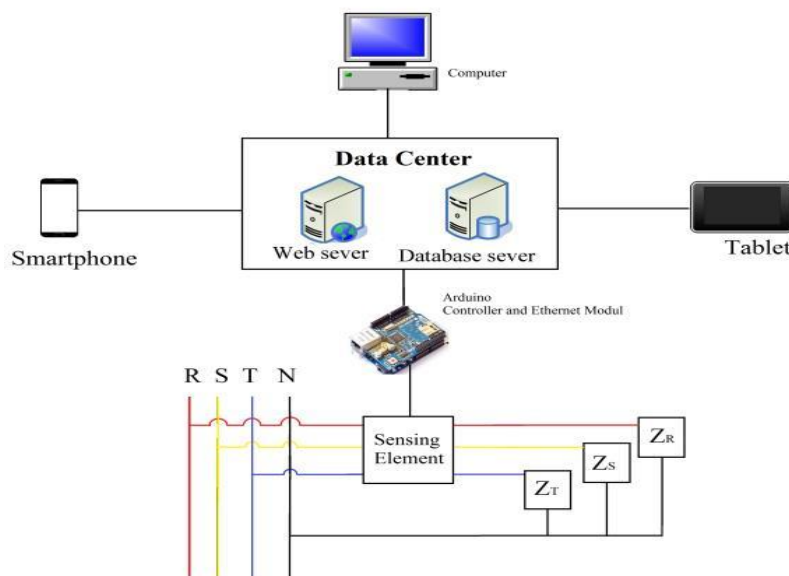 Computer
Data Center
Web sever
Database sever
Smartphone
Tablet
Arduino
Controller and Ethernet Modul
R S T N
Sensing
Element
ZR
ZS
ZT